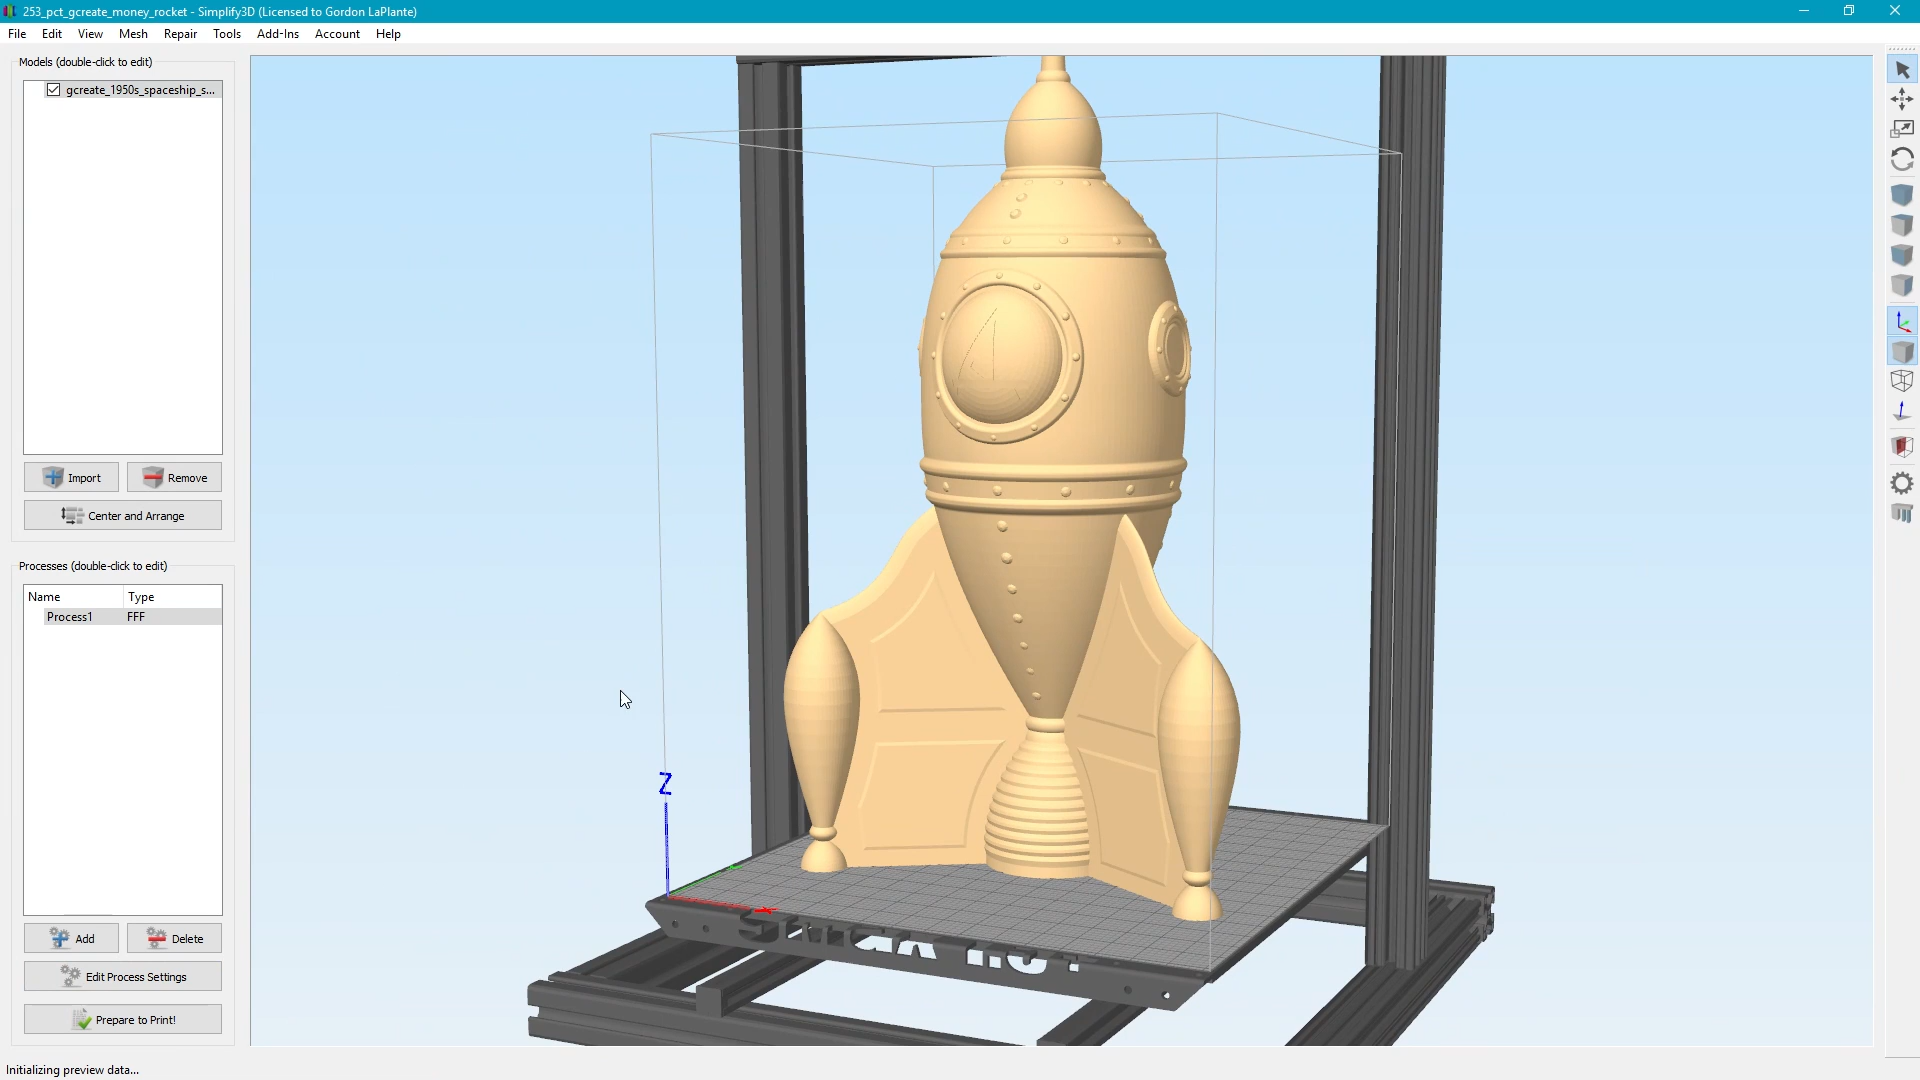 253_pct_gcreate_money_rocket - Simplify3D (Licensed to Gordon LaPlante)
File Edit View Mesh Repair Tools Add-Ins Account Help
Models (double-click to edit)
gcreate_1950s_spaceship_s...
Import Remove
Center and Arrange
Processes (double-click to edit)
Name Type
Process1 FFF
Add Delete
Edit Process Settings
Prepare to Print!
Initializing preview data...
Z